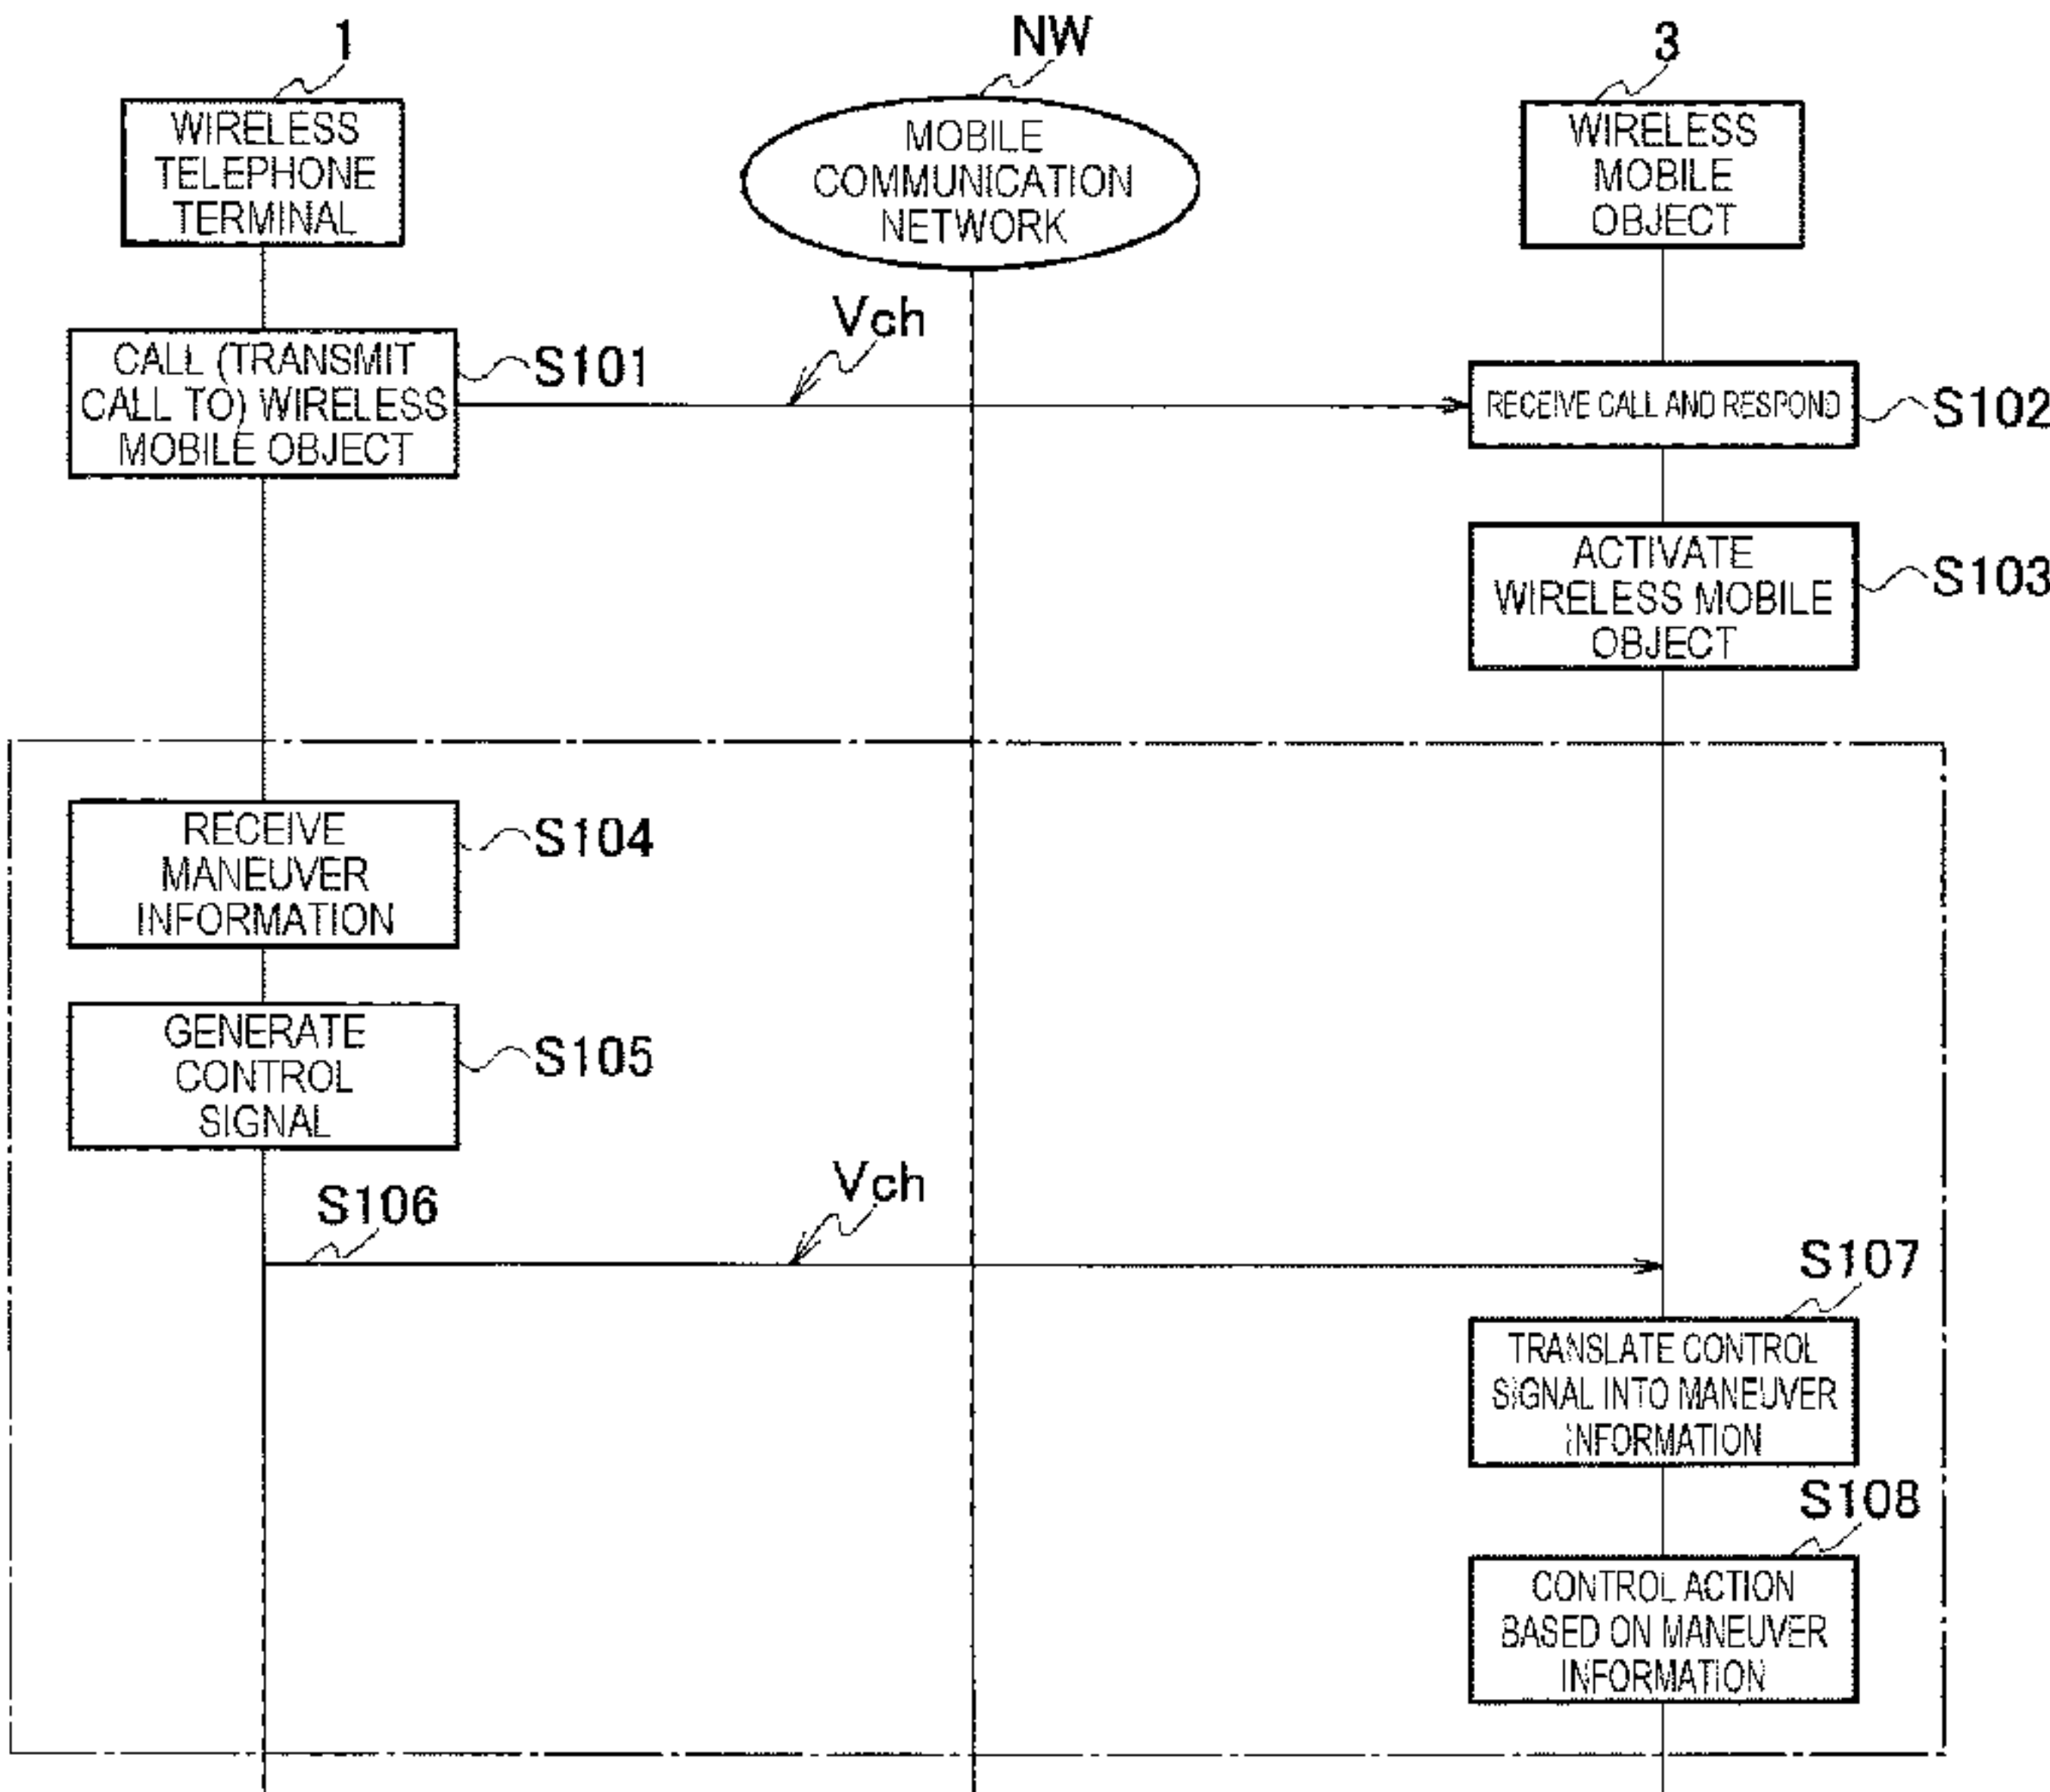 1
NW
3
WIRELESS
TELEPHONE
TERMINAL
MOBILE
COMMUNICATION
NETWORK
WIRELESS
MOBILE
OBJECT
Vch
CALL (TRANSMIT
CALL TO) WIRELESS
MOBILE OBJECT
S101
RECEIVE CALL AND RESPOND
S102
ACTIVATE
WIRELESS MOBILE
OBJECT
S103
RECEIVE
MANEUVER
INFORMATION
S104
GENERATE
CONTROL
SIGNAL
S105
S106
Vch
S107
TRANSLATE CONTROL
SIGNAL INTO MANEUVER
INFORMATION
S108
CONTROL ACTION
BASED ON MANEUVER
INFORMATION